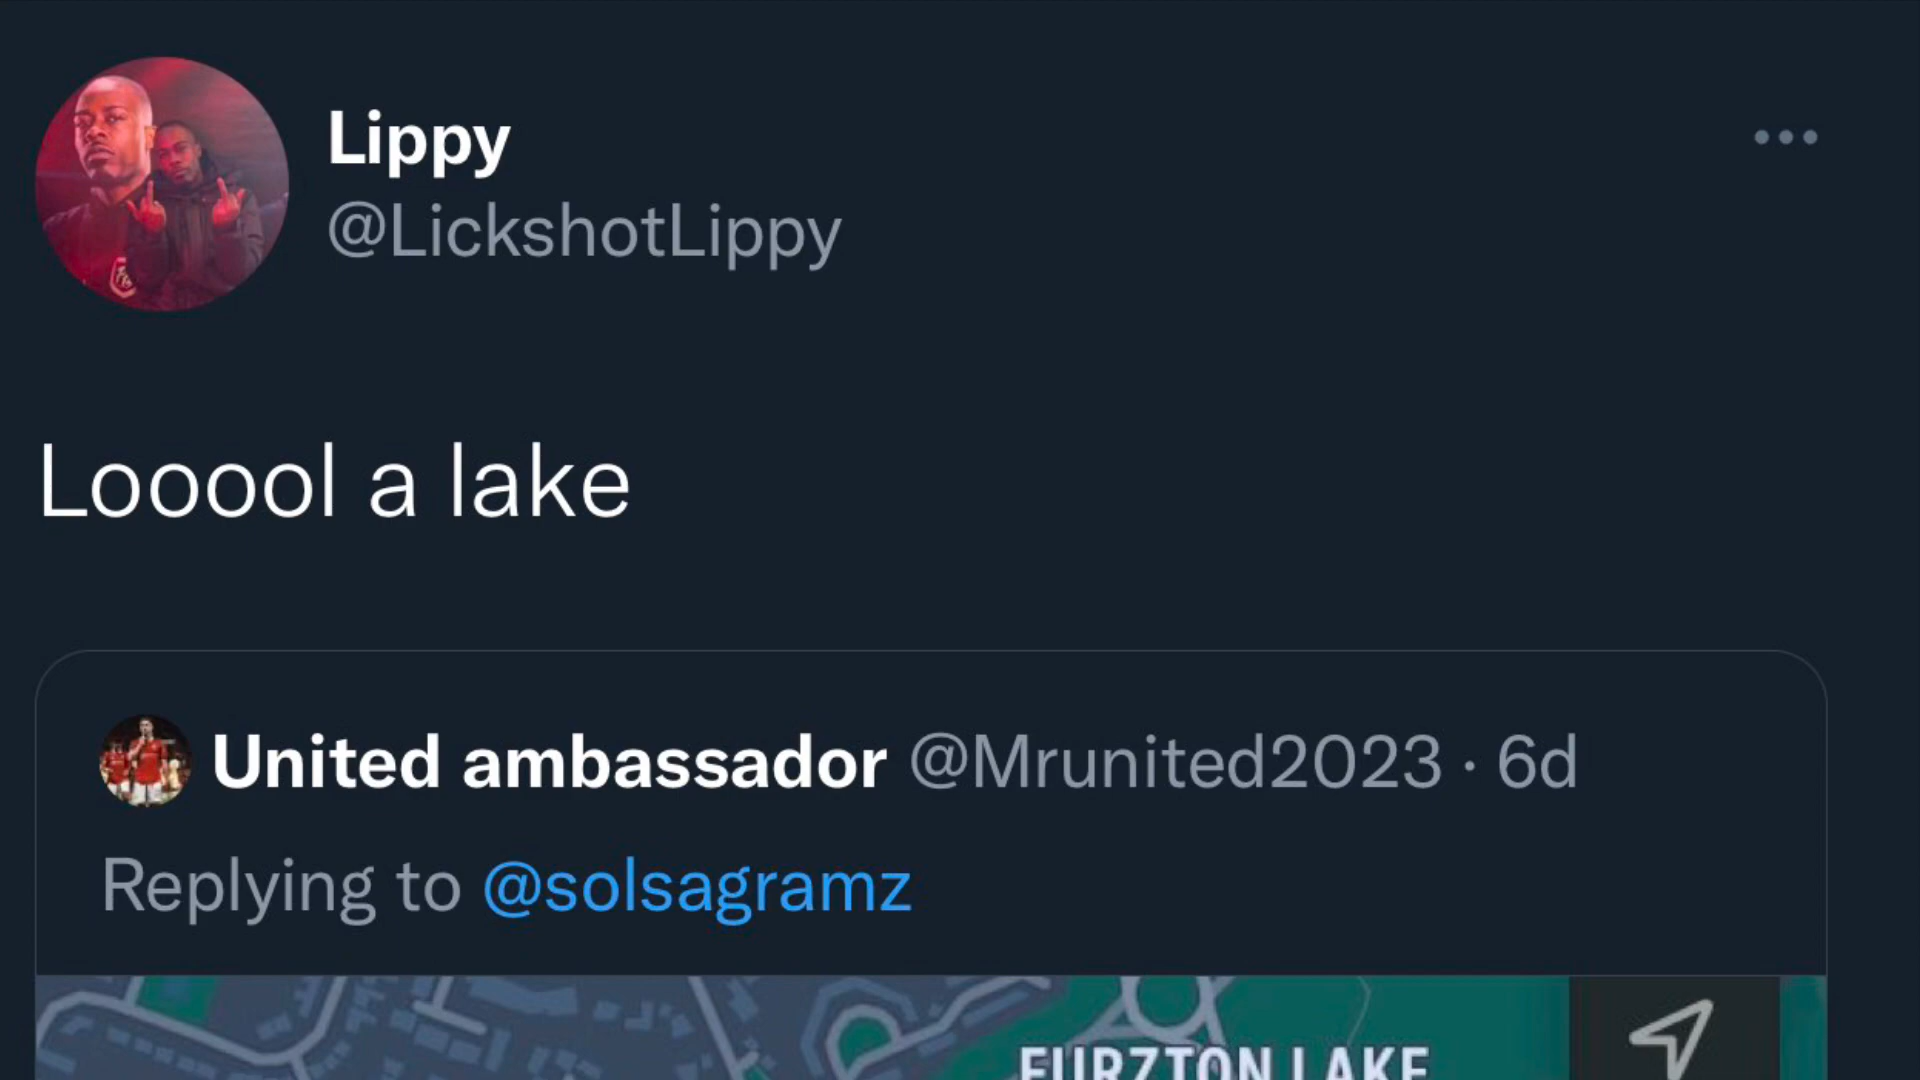 Lippy
@LickshotLippy
Looool a lake
United ambassador @Mrunited2023 · 6d
Replying to @solsagramz
FURZTON LAKE